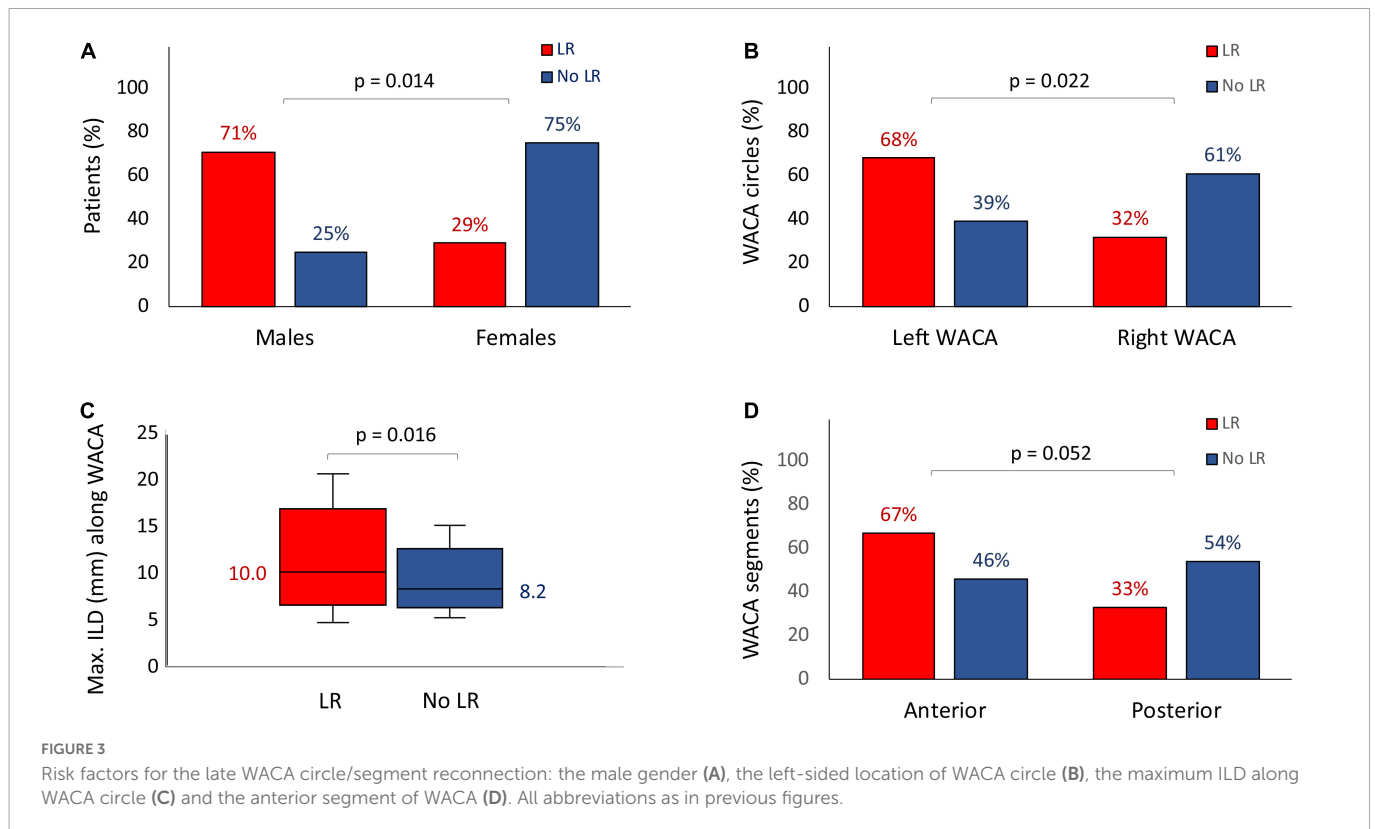 A
LR
No LR
p = 0.014
Patients (%)
100
80
60
40
20
0
71%
25%
29%
75%
Males
Females
B
LR
No LR
p = 0.022
WACA circles (%)
100
80
60
40
20
0
68%
39%
32%
61%
Left WACA
Right WACA
C
p = 0.016
Max. ILD (mm) along WACA
25
20
15
10
5
0
10.0
8.2
LR
No LR
D
LR
No LR
p = 0.052
WACA segments (%)
100
80
60
40
20
0
67%
46%
33%
54%
Anterior
Posterior
FIGURE 3
Risk factors for the late WACA circle/segment reconnection: the male gender (A), the left-sided location of WACA circle (B), the maximum ILD along
WACA circle (C) and the anterior segment of WACA (D). All abbreviations as in previous figures.